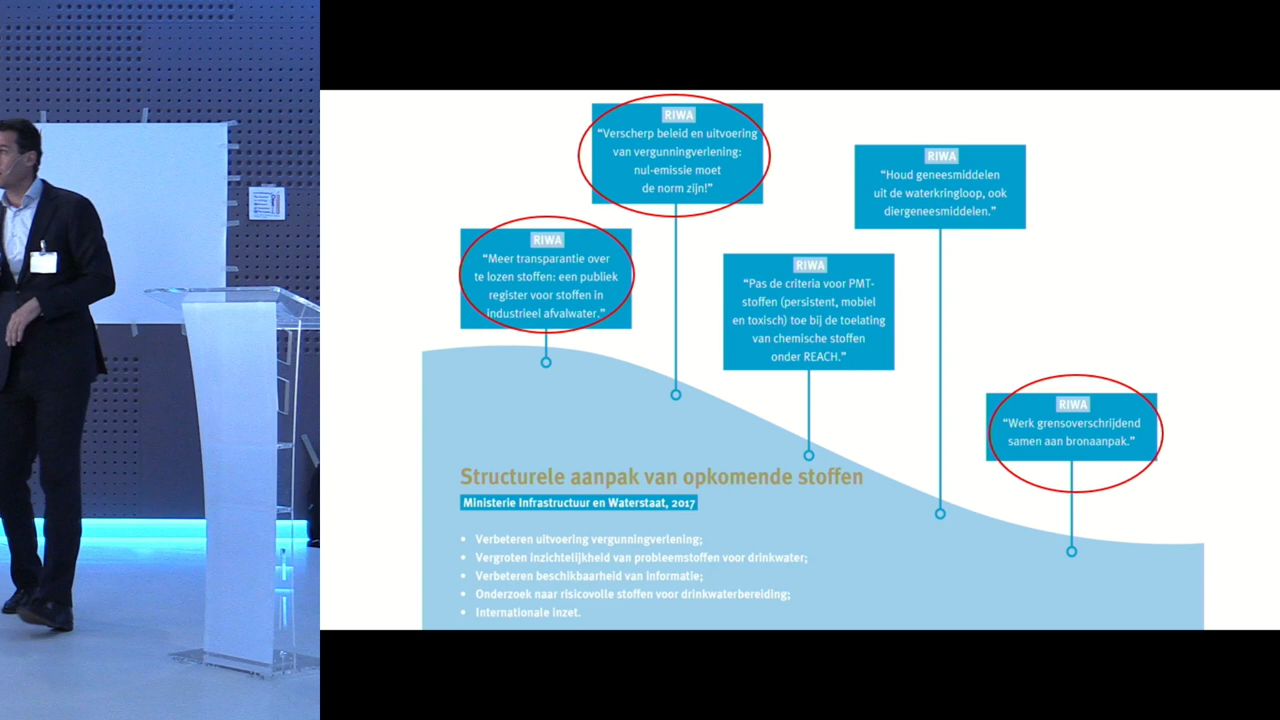 RIWA
“Verscherp beleid en uitvoering
van vergunningverlening:
nul-emissie moet
de norm zijn!”
RIWA
“Houd geneesmiddelen
uit de waterkringloop, ook
diergeneesmiddelen.”
RIWA
“Meer transparantie over
te lozen stoffen: een publiek
register voor stoffen in
industrieel afvalwater.”
RIWA
“Pas de criteria voor PMT-
stoffen (persistent, mobiel
en toxisch) toe bij de toelating
van chemische stoffen
onder REACH.”
RIWA
“Werk grensoverschrijdend
samen aan bronaanpak.”
Structurele aanpak van opkomende stoffen
Ministerie Infrastructuur en Waterstaat, 2017
• Verbeteren uitvoering vergunningverlening;
• Vergroten inzichtelijkheid van probleemstoffen voor drinkwater;
• Verbeteren beschikbaarheid van informatie;
• Onderzoek naar risicovolle stoffen voor drinkwaterbereiding;
• Internationale inzet.